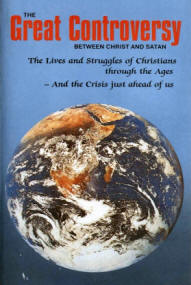 THE
Great Controversy
BETWEEN CHRIST AND SATAN
The Lives and Struggles of Christians
through the Ages
– And the Crisis just ahead of us